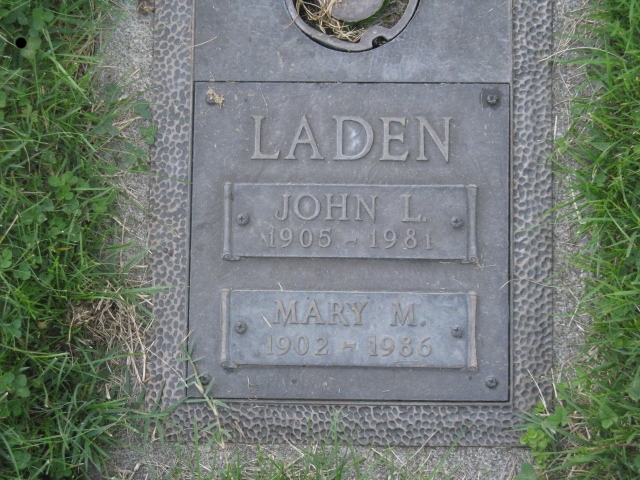 LADEN
JOHN L.
1905 - 1981
MARY M.
1902 - 1986